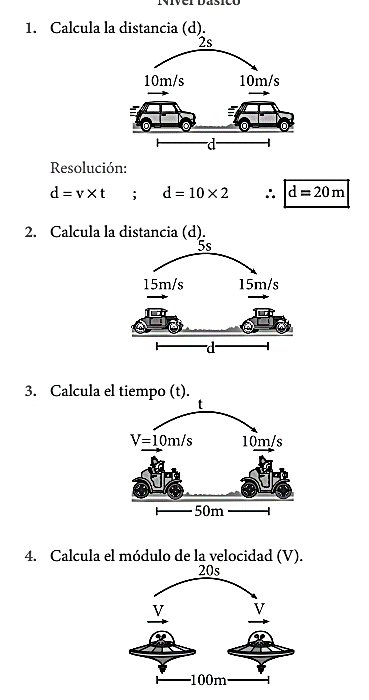 Nivel básico
1. Calcula la distancia (d).
2s
10m/s 10m/s
d
Resolución:
d = v × t ; d = 10 × 2 ∴ d = 20 m
2. Calcula la distancia (d).
5s
15m/s 15m/s
d
3. Calcula el tiempo (t).
t
V=10m/s 10m/s
50m
4. Calcula el módulo de la velocidad (V).
20s
V V
100m